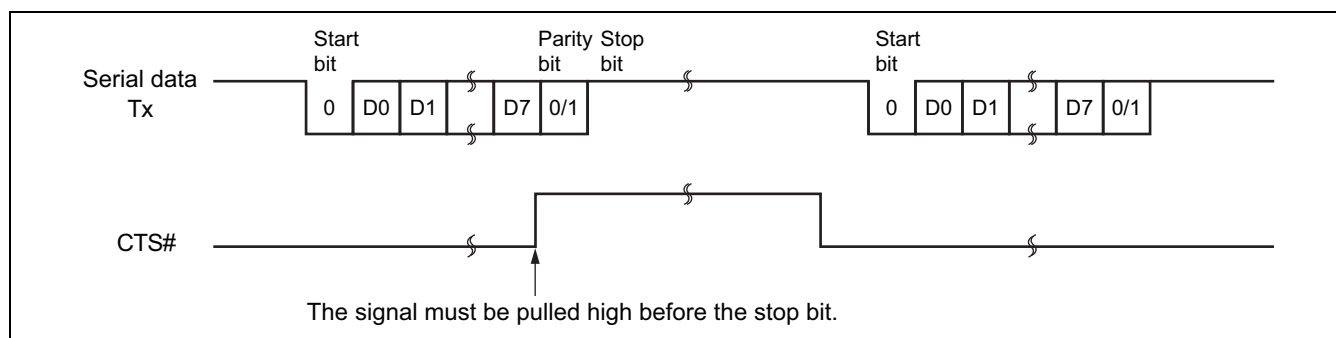 Start Parity Stop Start
bit bit bit bit
Serial data
Tx
0 D0 D1 D7 0/1 0 D0 D1 D7 0/1
CTS#
The signal must be pulled high before the stop bit.